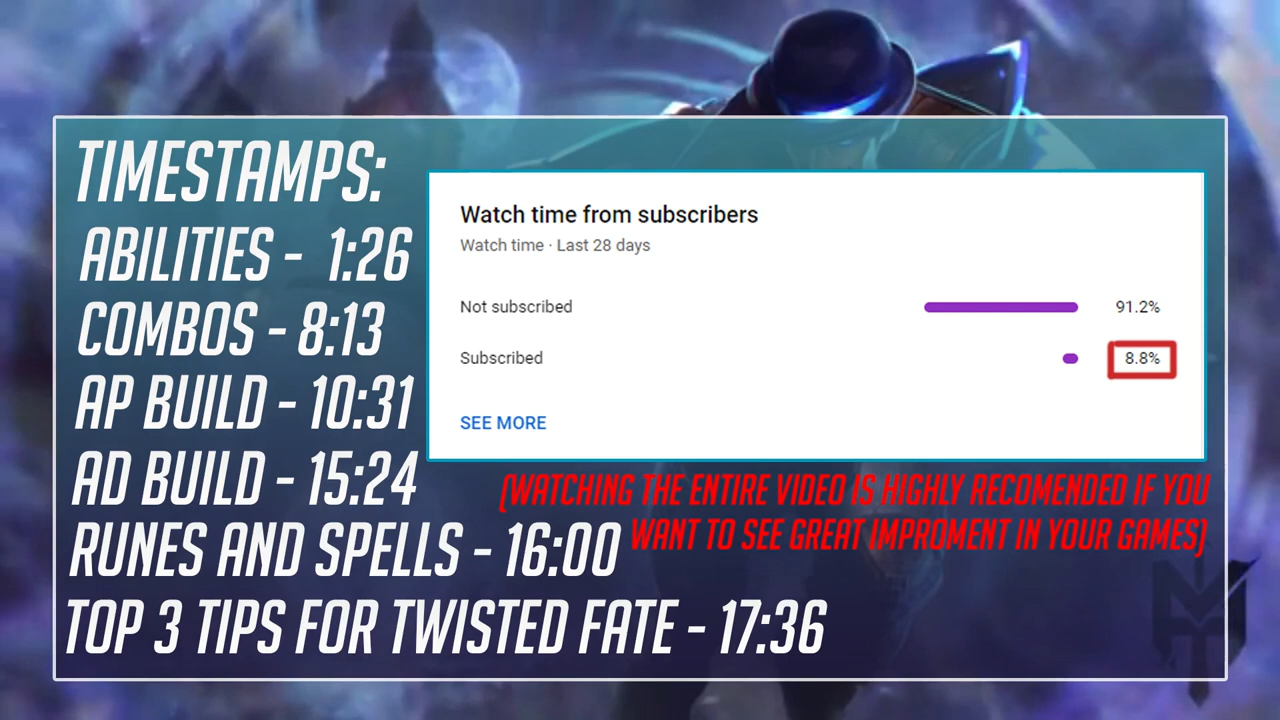 TIMESTAMPS:
ABILITIES - 1:26
COMBOS - 8:13
AP BUILD - 10:31
AD BUILD - 15:24
RUNES AND SPELLS - 16:00
TOP 3 TIPS FOR TWISTED FATE - 17:36
Watch time from subscribers
Watch time · Last 28 days
Not subscribed 91.2%
Subscribed 8.8%
SEE MORE
(WATCHING THE ENTIRE VIDEO IS HIGHLY RECOMENDED IF YOU
WANT TO SEE GREAT IMPROMENT IN YOUR GAMES)